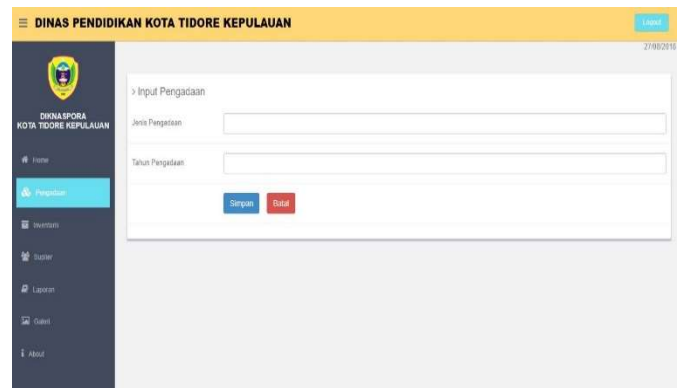 DINAS PENDIDIKAN KOTA TIDORE KEPULAUAN
Logout
27/08/2018
DIKNASPORA
KOTA TIDORE KEPULAUAN
Home
Pengadaan
Inventaris
Laporan
Galeri
About
> Input Pengadaan
Jenis Pengadaan
Tahun Pengadaan
Simpan
Batal